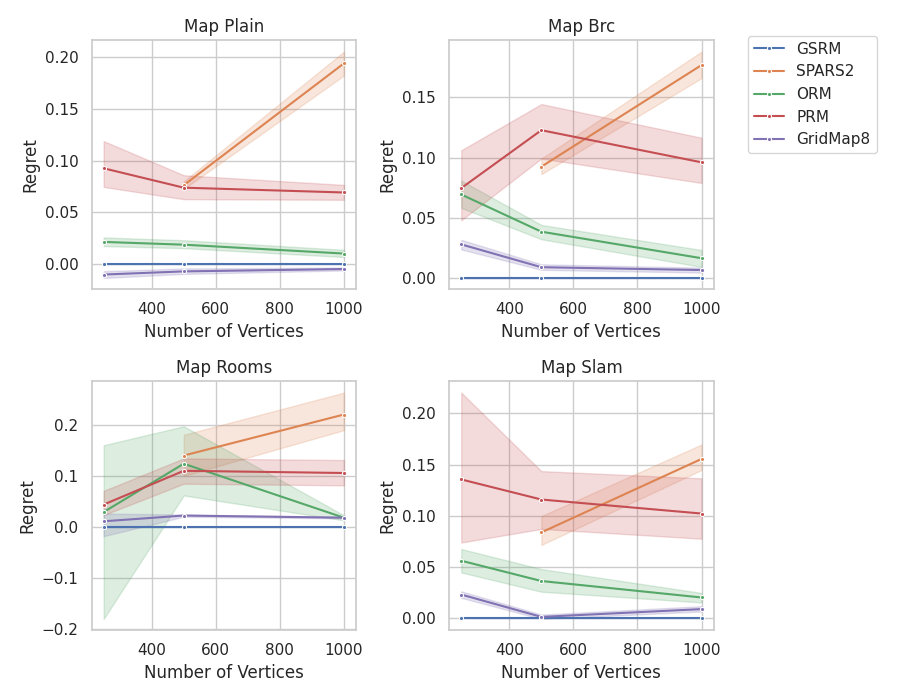 Map Plain
Regret
0.20
0.15
0.10
0.05
0.00
400 600 800 1000
Number of Vertices
Map Brc
Regret
0.15
0.10
0.05
0.00
400 600 800 1000
Number of Vertices
GSRM
SPARS2
ORM
PRM
GridMap8
Map Rooms
Regret
0.2
0.1
0.0
−0.1
−0.2
400 600 800 1000
Number of Vertices
Map Slam
Regret
0.20
0.15
0.10
0.05
0.00
400 600 800 1000
Number of Vertices